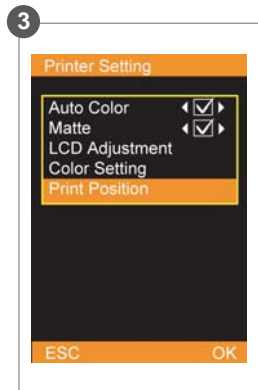 3
Printer Setting
Auto Color
Matte
LCD Adjustment
Color Setting
Print Position
ESC OK